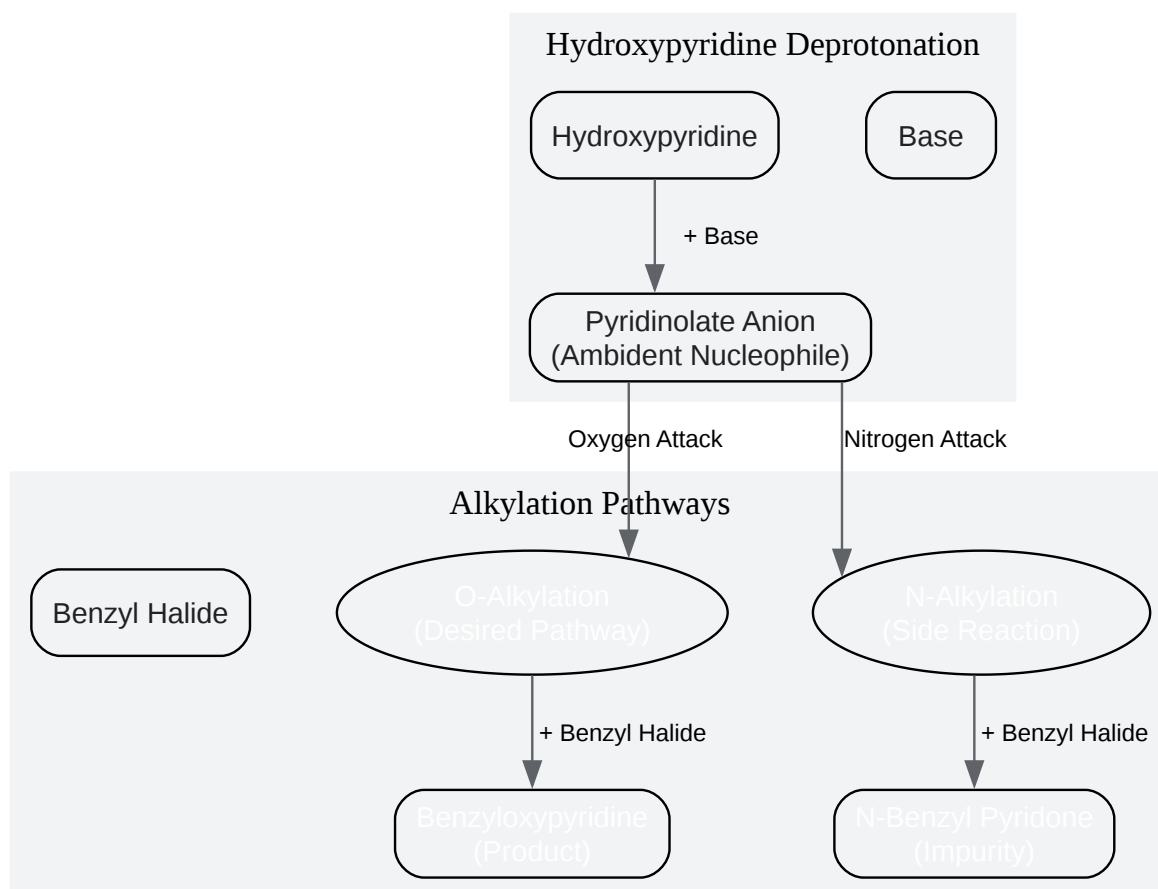 Hydroxypyridine Deprotonation
Hydroxypyridine
Base
+ Base
Pyridinolate Anion
(Ambident Nucleophile)
Oxygen Attack
Nitrogen Attack
Alkylation Pathways
Benzyl Halide
O-Alkylation
(Desired Pathway)
N-Alkylation
(Side Reaction)
+ Benzyl Halide
+ Benzyl Halide
Benzyloxypyridine
(Product)
N-Benzyl Pyridone
(Impurity)